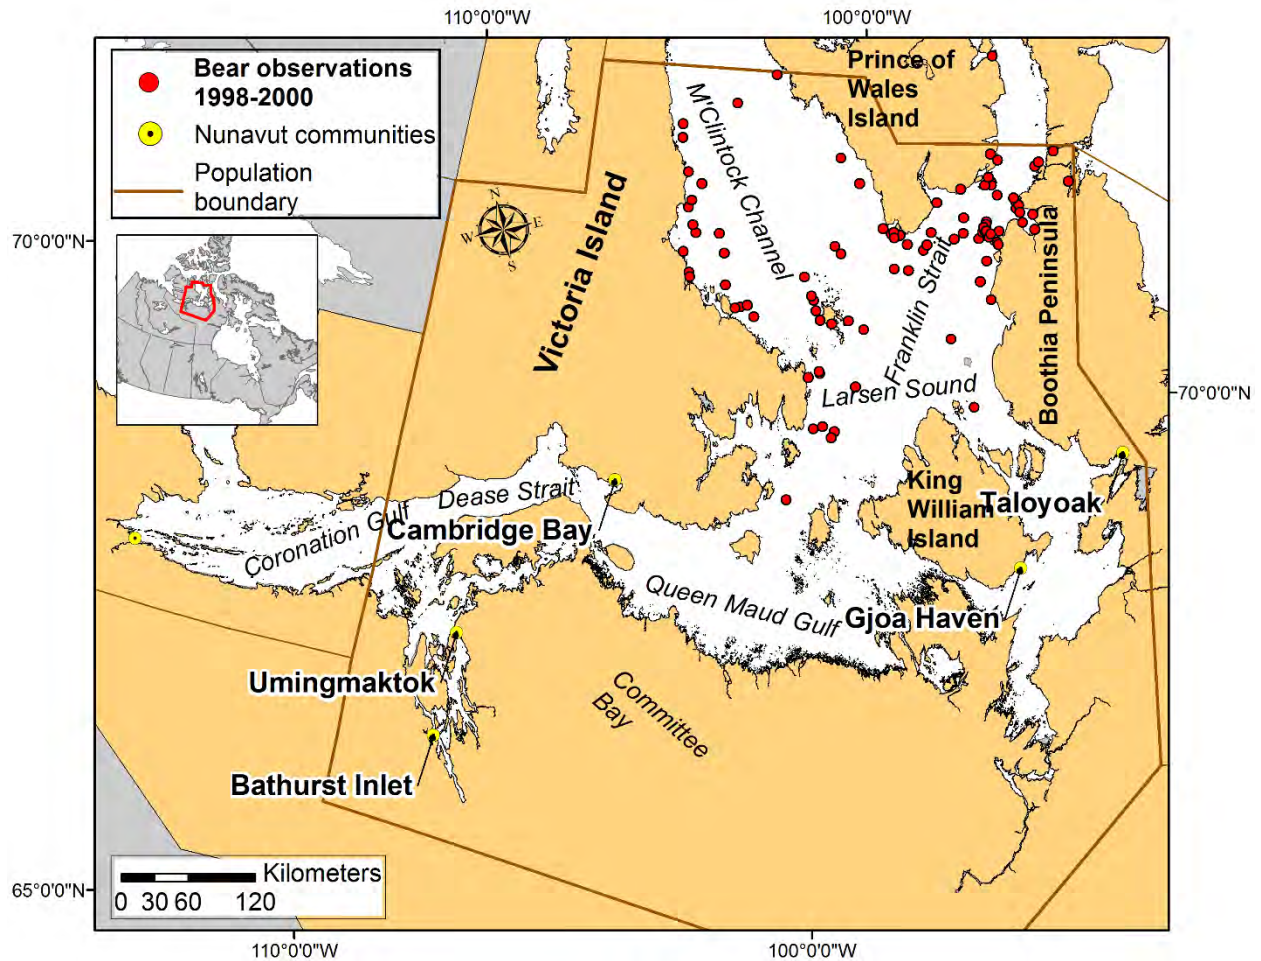 110°0'0"W
100°0'0"W
Bear observations
1998-2000
Nunavut communities
Population
boundary
Prince of
Wales
Island
M'Clintock Channel
N
W
E
S
Victoria Island
70°0'0"N
Franklin Strait
Boothia Peninsula
Larsen Sound
70°0'0"N
King
William
Island
Taloyoak
Dease Strait
Coronation Gulf
Cambridge Bay
Queen Maud Gulf
Gjoa Haven
Umingmaktok
Committee
Bay
Bathurst Inlet
Kilometers
0 30 60 120
65°0'0"N
110°0'0"W
100°0'0"W